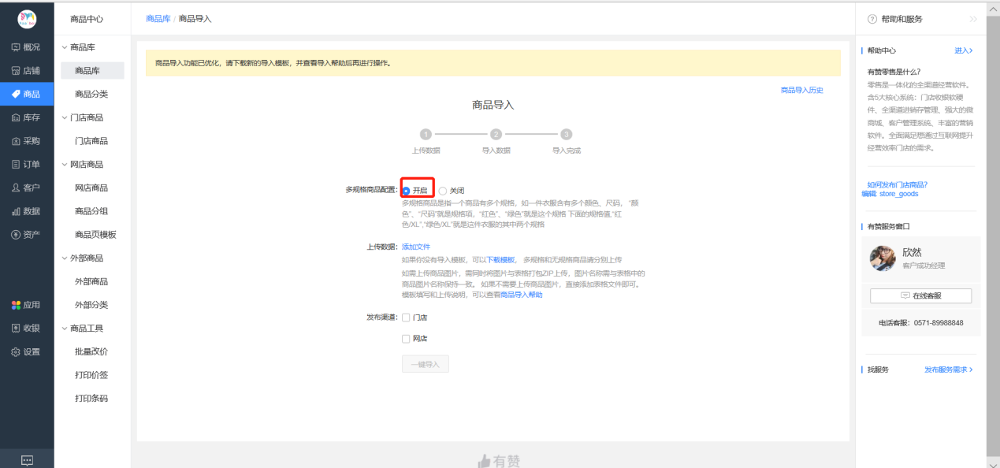 概况
店铺
商品
库存
采购
订单
客户
数据
资产
应用
收银
设置
商品中心
商品库
商品库
商品分类
门店商品
门店商品
网店商品
网店商品
商品分组
商品页模板
外部商品
外部商品
外部分类
商品工具
批量改价
打印价签
打印条码
商品库 / 商品导入
商品导入功能已优化，请下载新的导入模板，并查看导入帮助后再进行操作。
商品导入历史
商品导入
1 2 3
上传数据 导入数据 导入完成
多规格商品配置： 开启 关闭
多规格商品是指一个商品有多个规格，如一件衣服含有多个颜色、尺码， “颜
色”、“尺码”就是规格项，“红色”、“绿色”就是这个规格 下面的规格值,“红
色/XL”,“绿色/XL”就是这件衣服的其中两个规格
上传数据： 添加文件
如果你没有导入模板，可以下载模板， 多规格和无规格商品请分别上传
如需上传商品图片，需同时将图片与表格打包ZIP上传，图片名称需与表格中的
商品图片名称保持一致。 如果不需要上传商品图片，直接添加表格文件即可。
模板填写和上传说明，可以查看商品导入帮助
发布渠道： 门店
网店
一键导入
有赞
帮助和服务
帮助中心 进入
有赞零售是什么?
零售是一体化的全渠道经营软件。
含5大核心系统：门店收银软硬
件、全渠道进销存管理、强大的微
商城、客户管理系统、丰富的营销
软件。全面满足想通过互联网提升
经营效率门店的需求。
如何发布门店商品?
编辑: store_goods
有赞服务窗口
欣然
客户成功经理
在线客服
电话客服：0571-89988848
找服务 发布服务需求